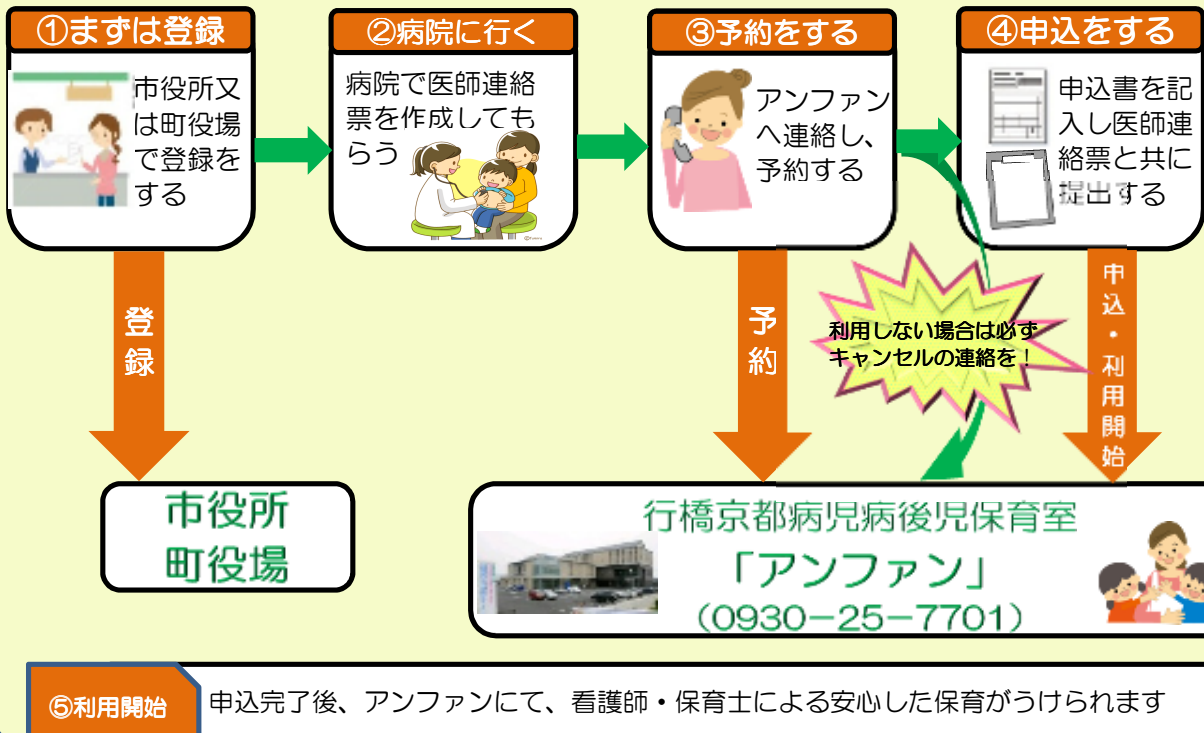 ①まずは登録
市役所又
は町役場
で登録を
する
②病院に行く
病院で医師連絡
票を作成しても
らう
③予約をする
アンファン
へ連絡し、
予約する
④申込をする
申込書を記
入し医師連
絡票と共に
提出する
登録
予約
利用しない場合は必ず
キャンセルの連絡を！
申込・利用開始
市役所
町役場
行橋京都病児病後児保育室
「アンファン」
（0930－25－7701）
⑤利用開始
申込完了後、アンファンにて、看護師・保育士による安心した保育がうけられます